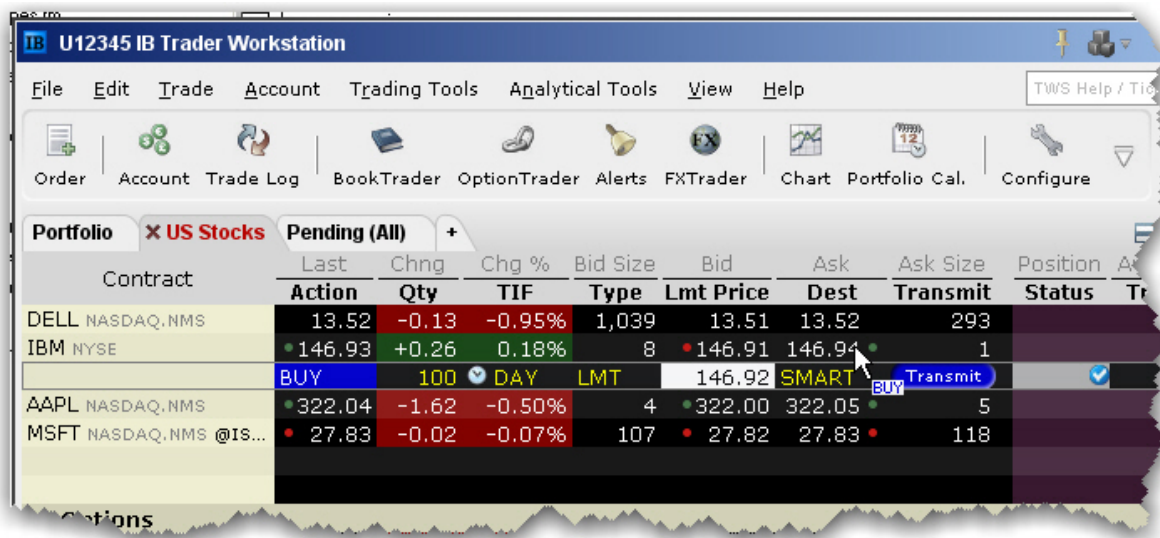 IB U12345 IB Trader Workstation
File Edit Trade Account Trading Tools Analytical Tools View Help TWS Help /
12 FX
Order Account Trade Log BookTrader OptionTrader Alerts FXTrader Chart Portfolio Cal. Configure
Portfolio X US Stocks Pending (All) +
Contract Last Chng Chg % Bid Size Bid Ask Ask Size Position
Action Qty TIF Type Lmt Price Dest Transmit Status
DELL NASDAQ.NMS 13.52 -0.13 -0.95% 1,039 13.51 13.52 293
IBM NYSE 146.93 +0.26 0.18% 8 146.91 146.94 1
BUY 100 DAY LMT 146.92 SMART Transmit
BUY
AAPL NASDAQ.NMS 322.04 -1.62 -0.50% 4 322.00 322.05 5
MSFT NASDAQ.NMS @IS... 27.83 -0.02 -0.07% 107 27.82 27.83 118